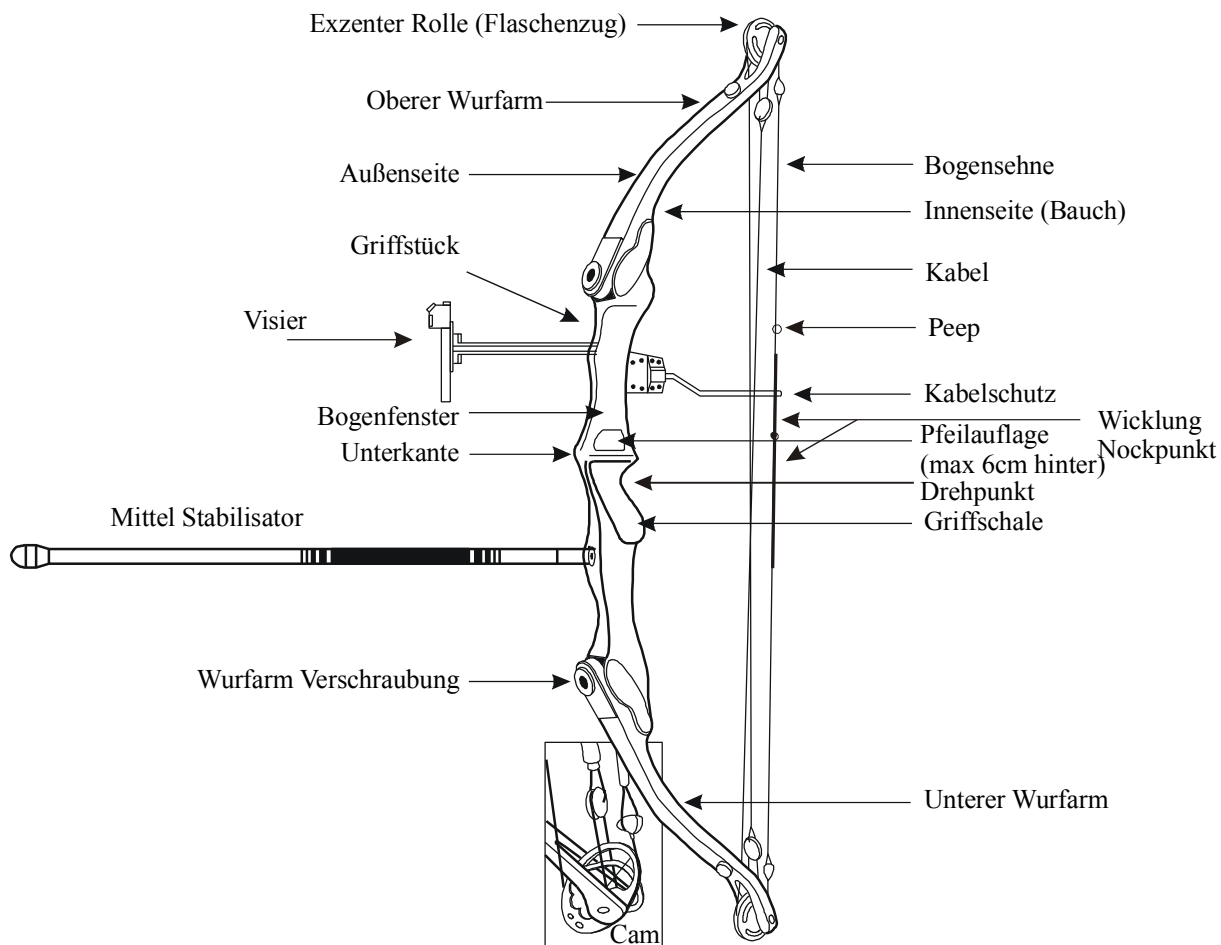 Exzenter Rolle (Flaschenzug)
Oberer Wurfarm
Außenseite
Griffstück
Visier
Bogenfenster
Unterkante
Mittel Stabilisator
Wurfarm Verschraubung
Cam
Bogensehne
Innenseite (Bauch)
Kabel
Peep
Kabelschutz
Wicklung
Nockpunkt
Pfeilauflage
(max 6cm hinter)
Drehpunkt
Griffschale
Unterer Wurfarm